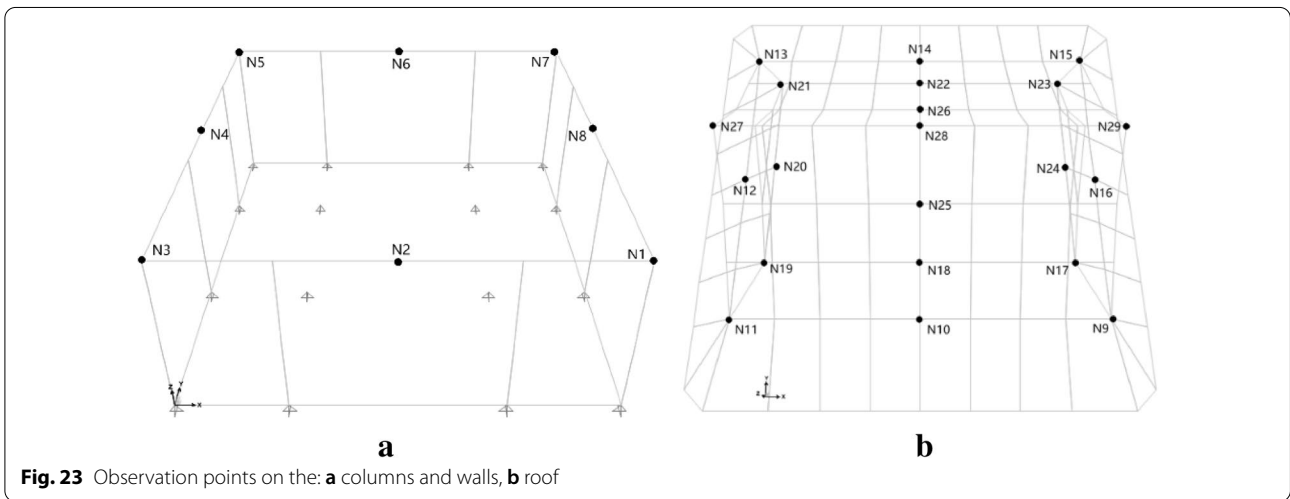 N5 N6 N7
N4 N8
N3 N2 N1
Z Y X
a
N13 N14 N15
N21 N22 N23
N26
N27 N28 N29
N20 N24
N12 N16
N25
N19 N18 N17
N11 N10 N9
Z Y X
b
Fig. 23 Observation points on the: a columns and walls, b roof